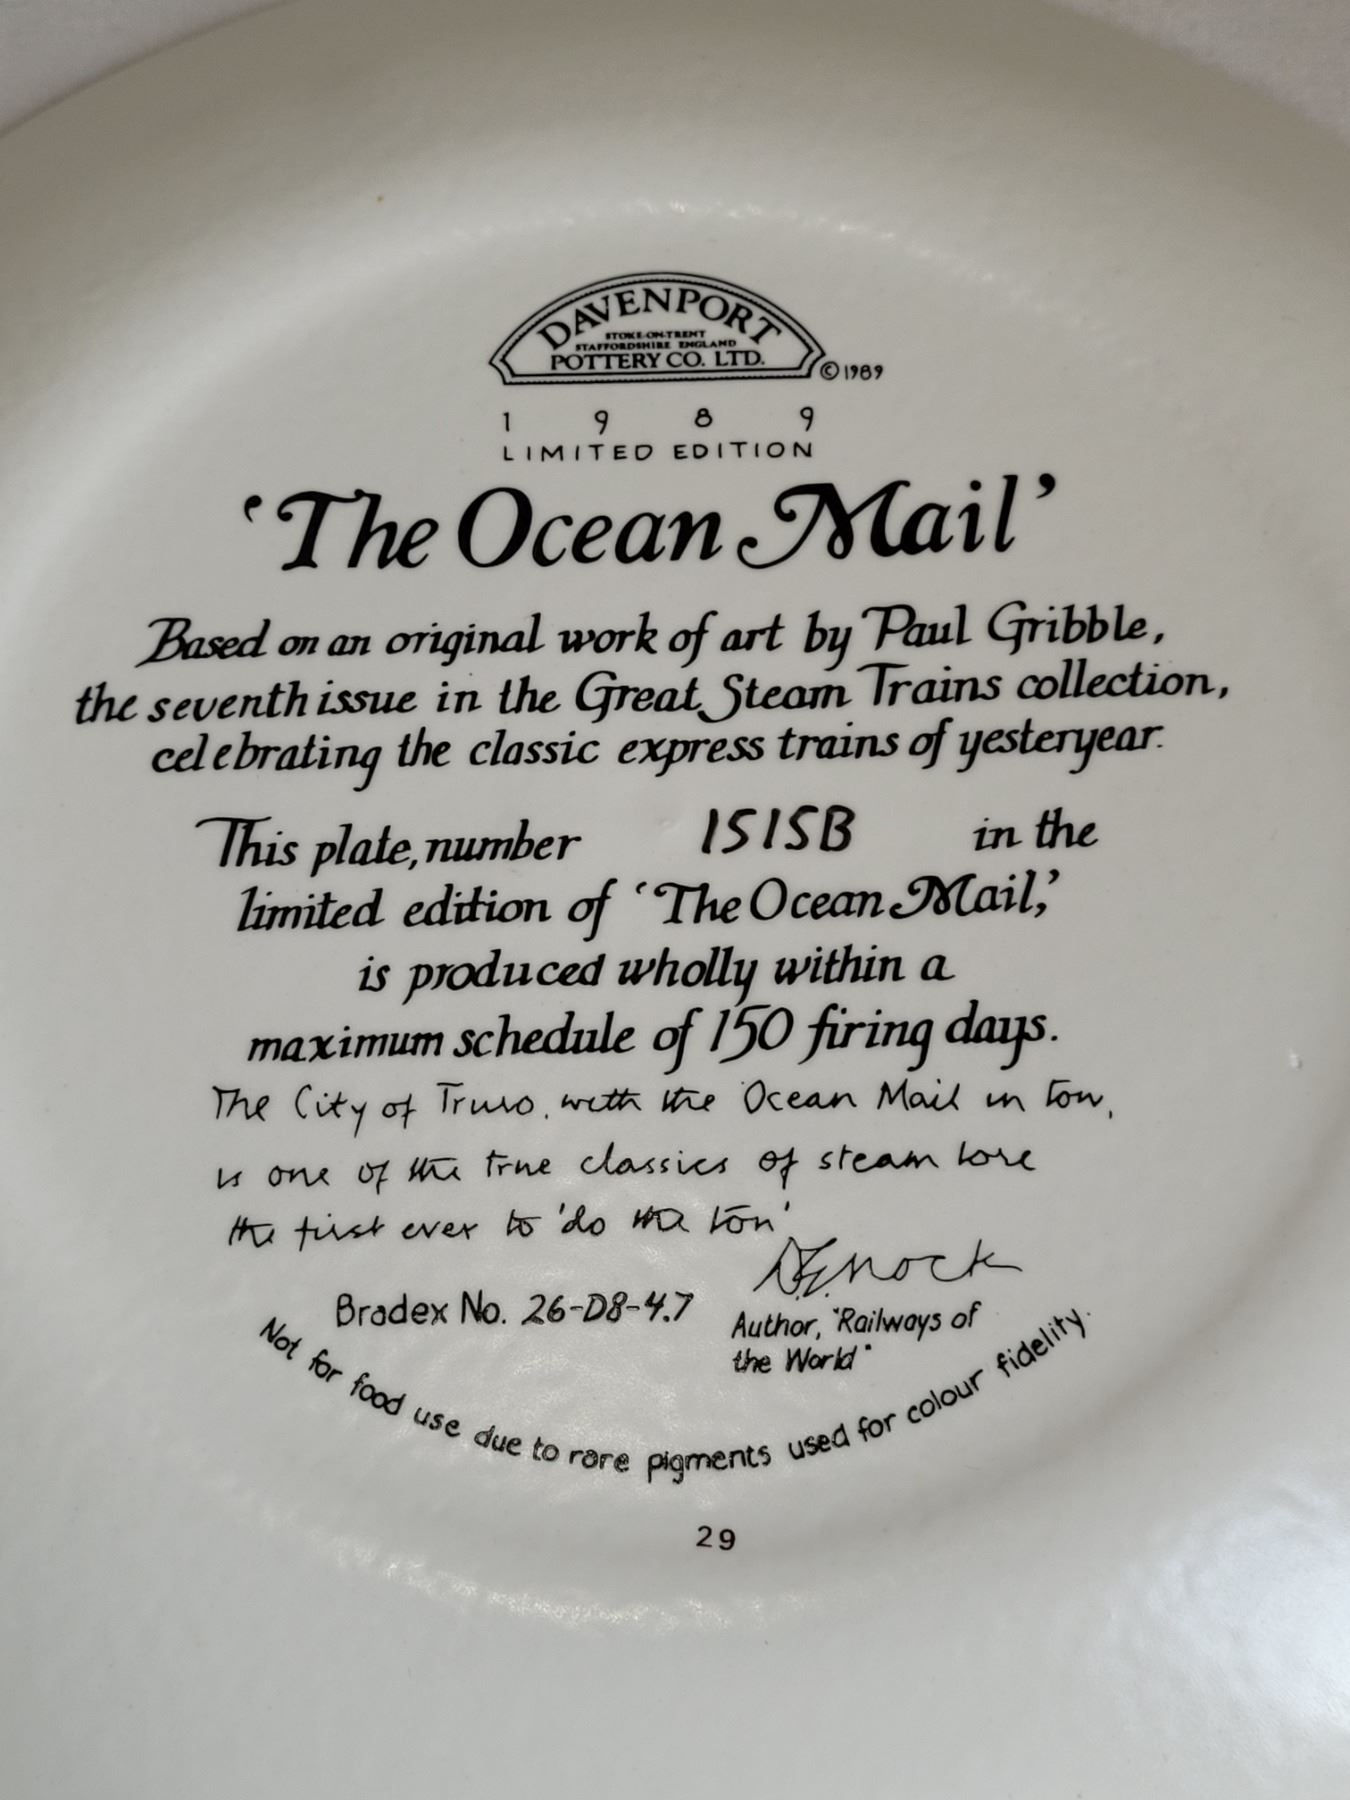 DAVENPORT
STOKE-ON-TRENT
STAFFORDSHIRE ENGLAND
POTTERY CO. LTD.
©1989
1989
LIMITED EDITION
‘The Ocean Mail’
Based on an original work of art by Paul Gribble,
the seventh issue in the Great Steam Trains collection,
celebrating the classic express trains of yesteryear.
This plate, number 1515B in the
limited edition of ‘The Ocean Mail,’
is produced wholly within a
maximum schedule of 150 firing days.
The City of Truro, with the Ocean Mail in tow,
is one of the true classics of steam lore
the first ever to 'do the ton'
O.S. Nock
Bradex No. 26-D8-4.7
Author, "Railways of
the World"
Not for food use due to rare pigments used for colour fidelity.
29